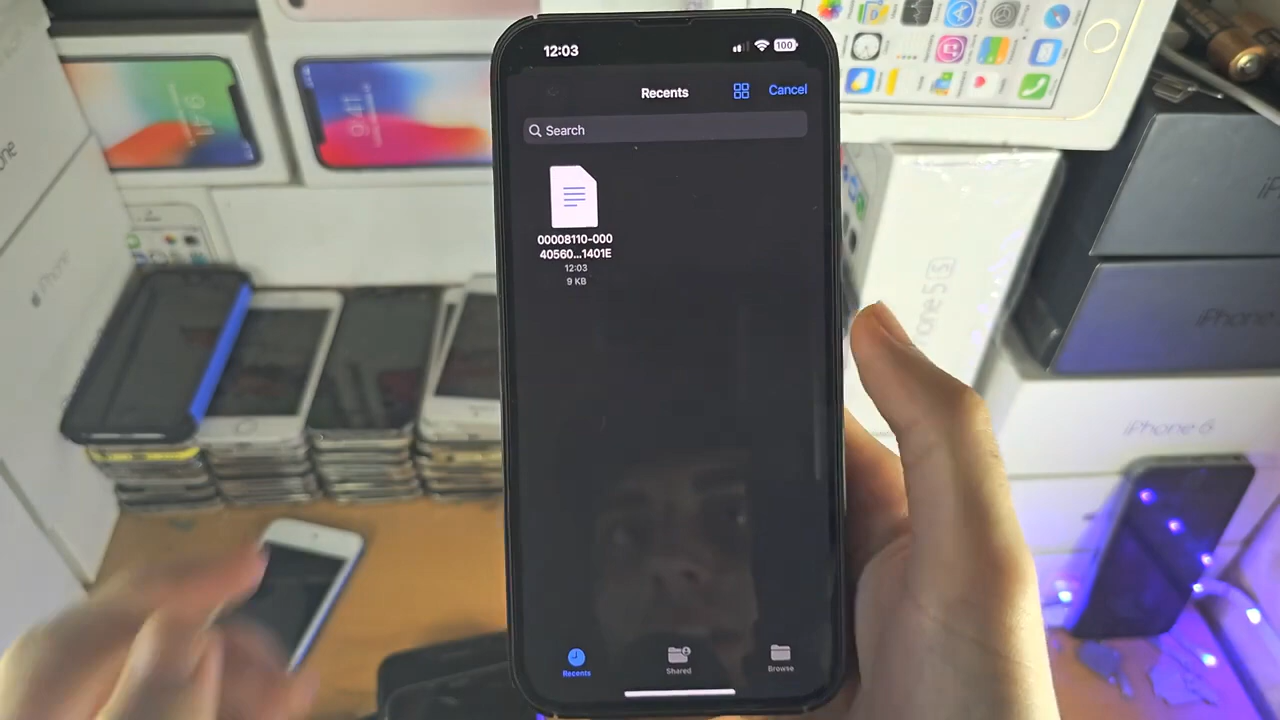 12:03
100
Recents
Cancel
Search
00008110-000
40560...1401E
12:03
9 KB
Recents
Shared
Browse
iPhone
iPhone 6